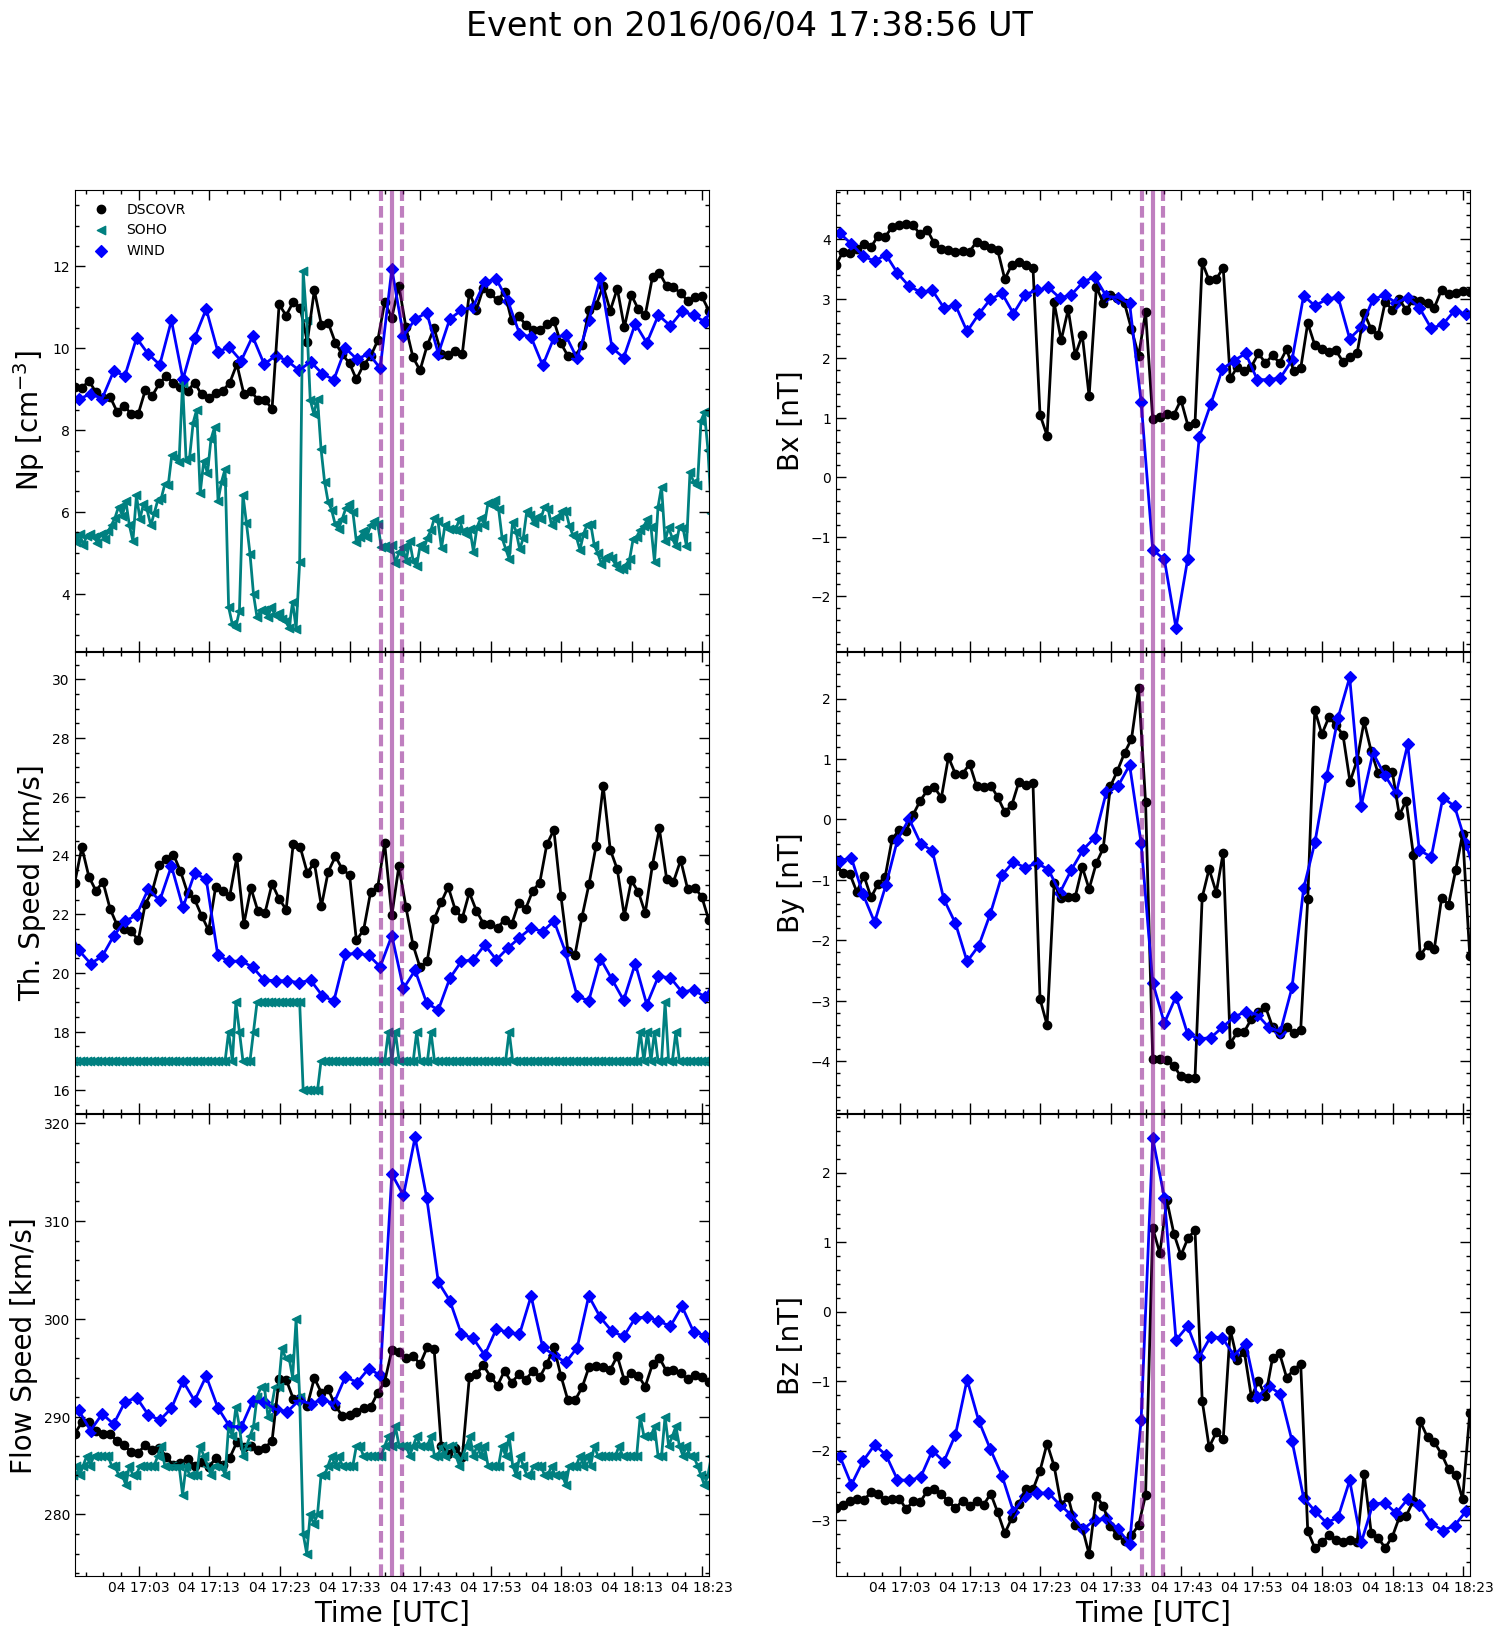 Event on 2016/06/04 17:38:56 UT
DSCOVR
SOHO
WIND
Np [cm⁻³]
12
10
8
6
4
Bx [nT]
4
3
2
1
0
−1
−2
Th. Speed [km/s]
30
28
26
24
22
20
18
16
By [nT]
2
1
0
−1
−2
−3
−4
Flow Speed [km/s]
320
310
300
290
280
Bz [nT]
2
1
0
−1
−2
−3
04 17:03 04 17:13 04 17:23 04 17:33 04 17:43 04 17:53 04 18:03 04 18:13 04 18:23
Time [UTC]
04 17:03 04 17:13 04 17:23 04 17:33 04 17:43 04 17:53 04 18:03 04 18:13 04 18:23
Time [UTC]